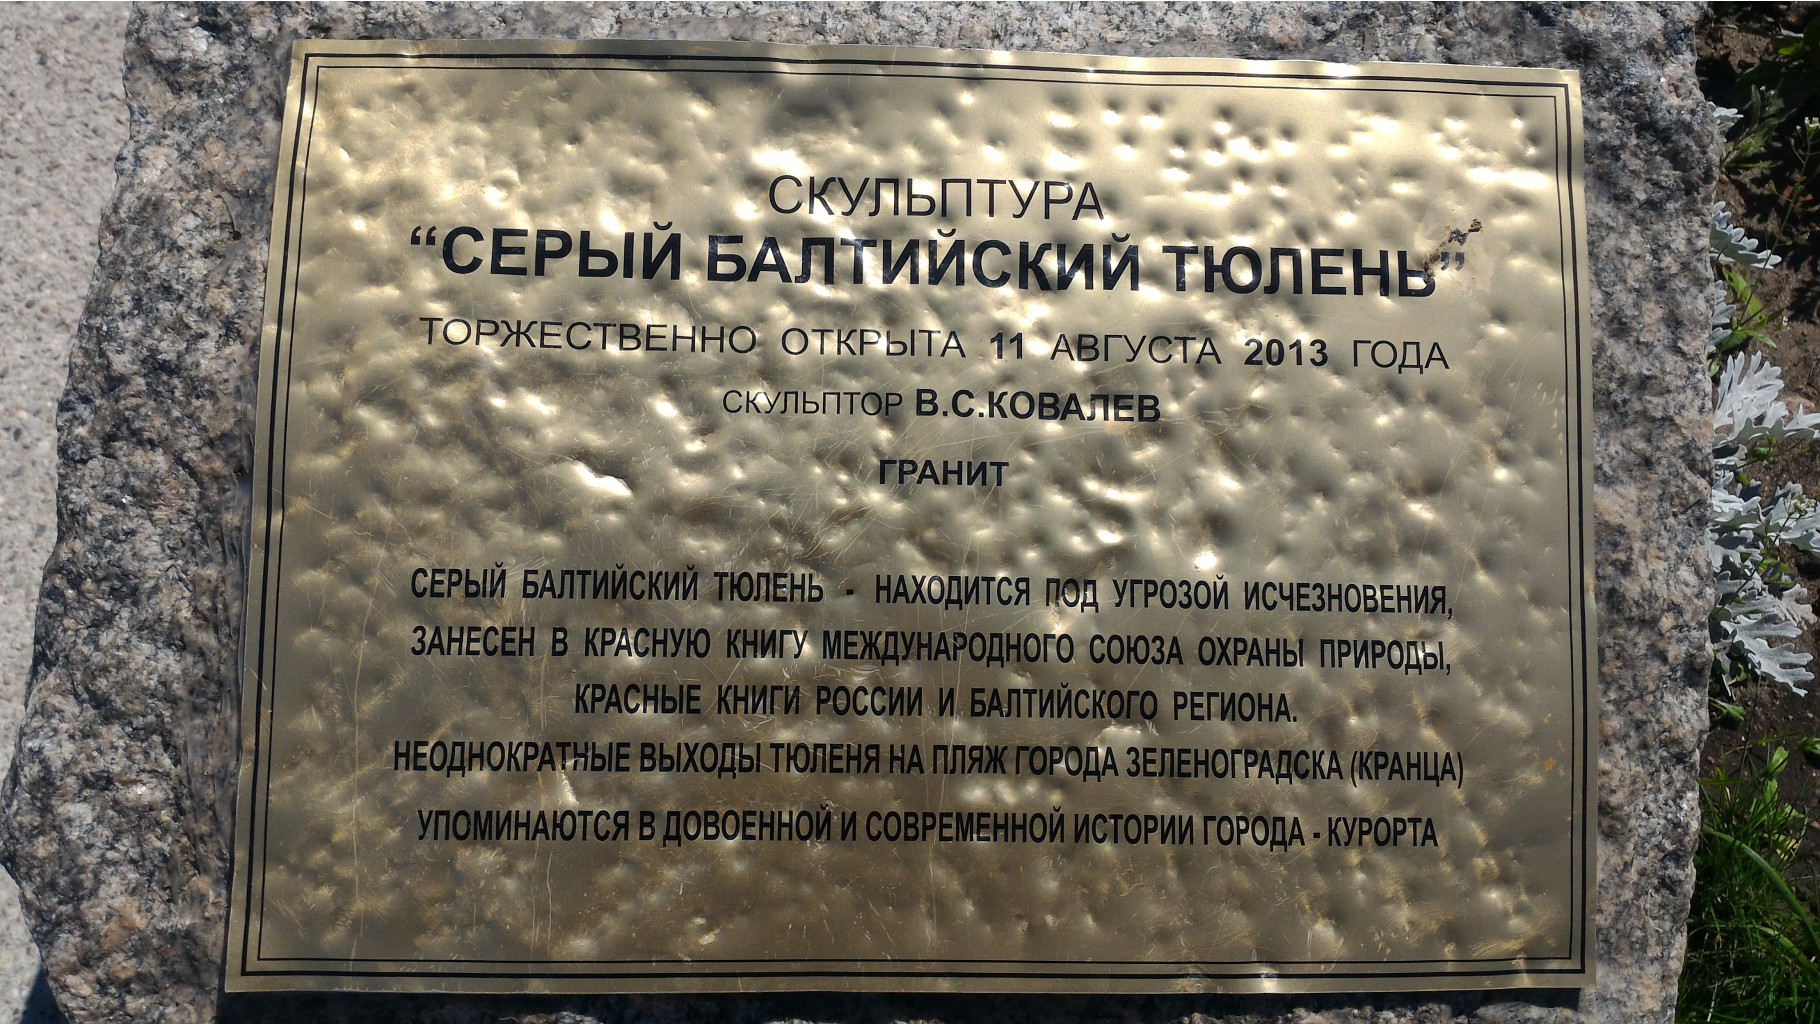 СКУЛЬПТУРА
“СЕРЫЙ БАЛТИЙСКИЙ ТЮЛЕНЬ”
ТОРЖЕСТВЕННО ОТКРЫТА 11 АВГУСТА 2013 ГОДА
СКУЛЬПТОР В.С.КОВАЛЕВ
ГРАНИТ
СЕРЫЙ БАЛТИЙСКИЙ ТЮЛЕНЬ - НАХОДИТСЯ ПОД УГРОЗОЙ ИСЧЕЗНОВЕНИЯ,
ЗАНЕСЕН В КРАСНУЮ КНИГУ МЕЖДУНАРОДНОГО СОЮЗА ОХРАНЫ ПРИРОДЫ,
КРАСНЫЕ КНИГИ РОССИИ И БАЛТИЙСКОГО РЕГИОНА.
НЕОДНОКРАТНЫЕ ВЫХОДЫ ТЮЛЕНЯ НА ПЛЯЖ ГОРОДА ЗЕЛЕНОГРАДСКА (КРАНЦА)
УПОМИНАЮТСЯ В ДОВОЕННОЙ И СОВРЕМЕННОЙ ИСТОРИИ ГОРОДА - КУРОРТА